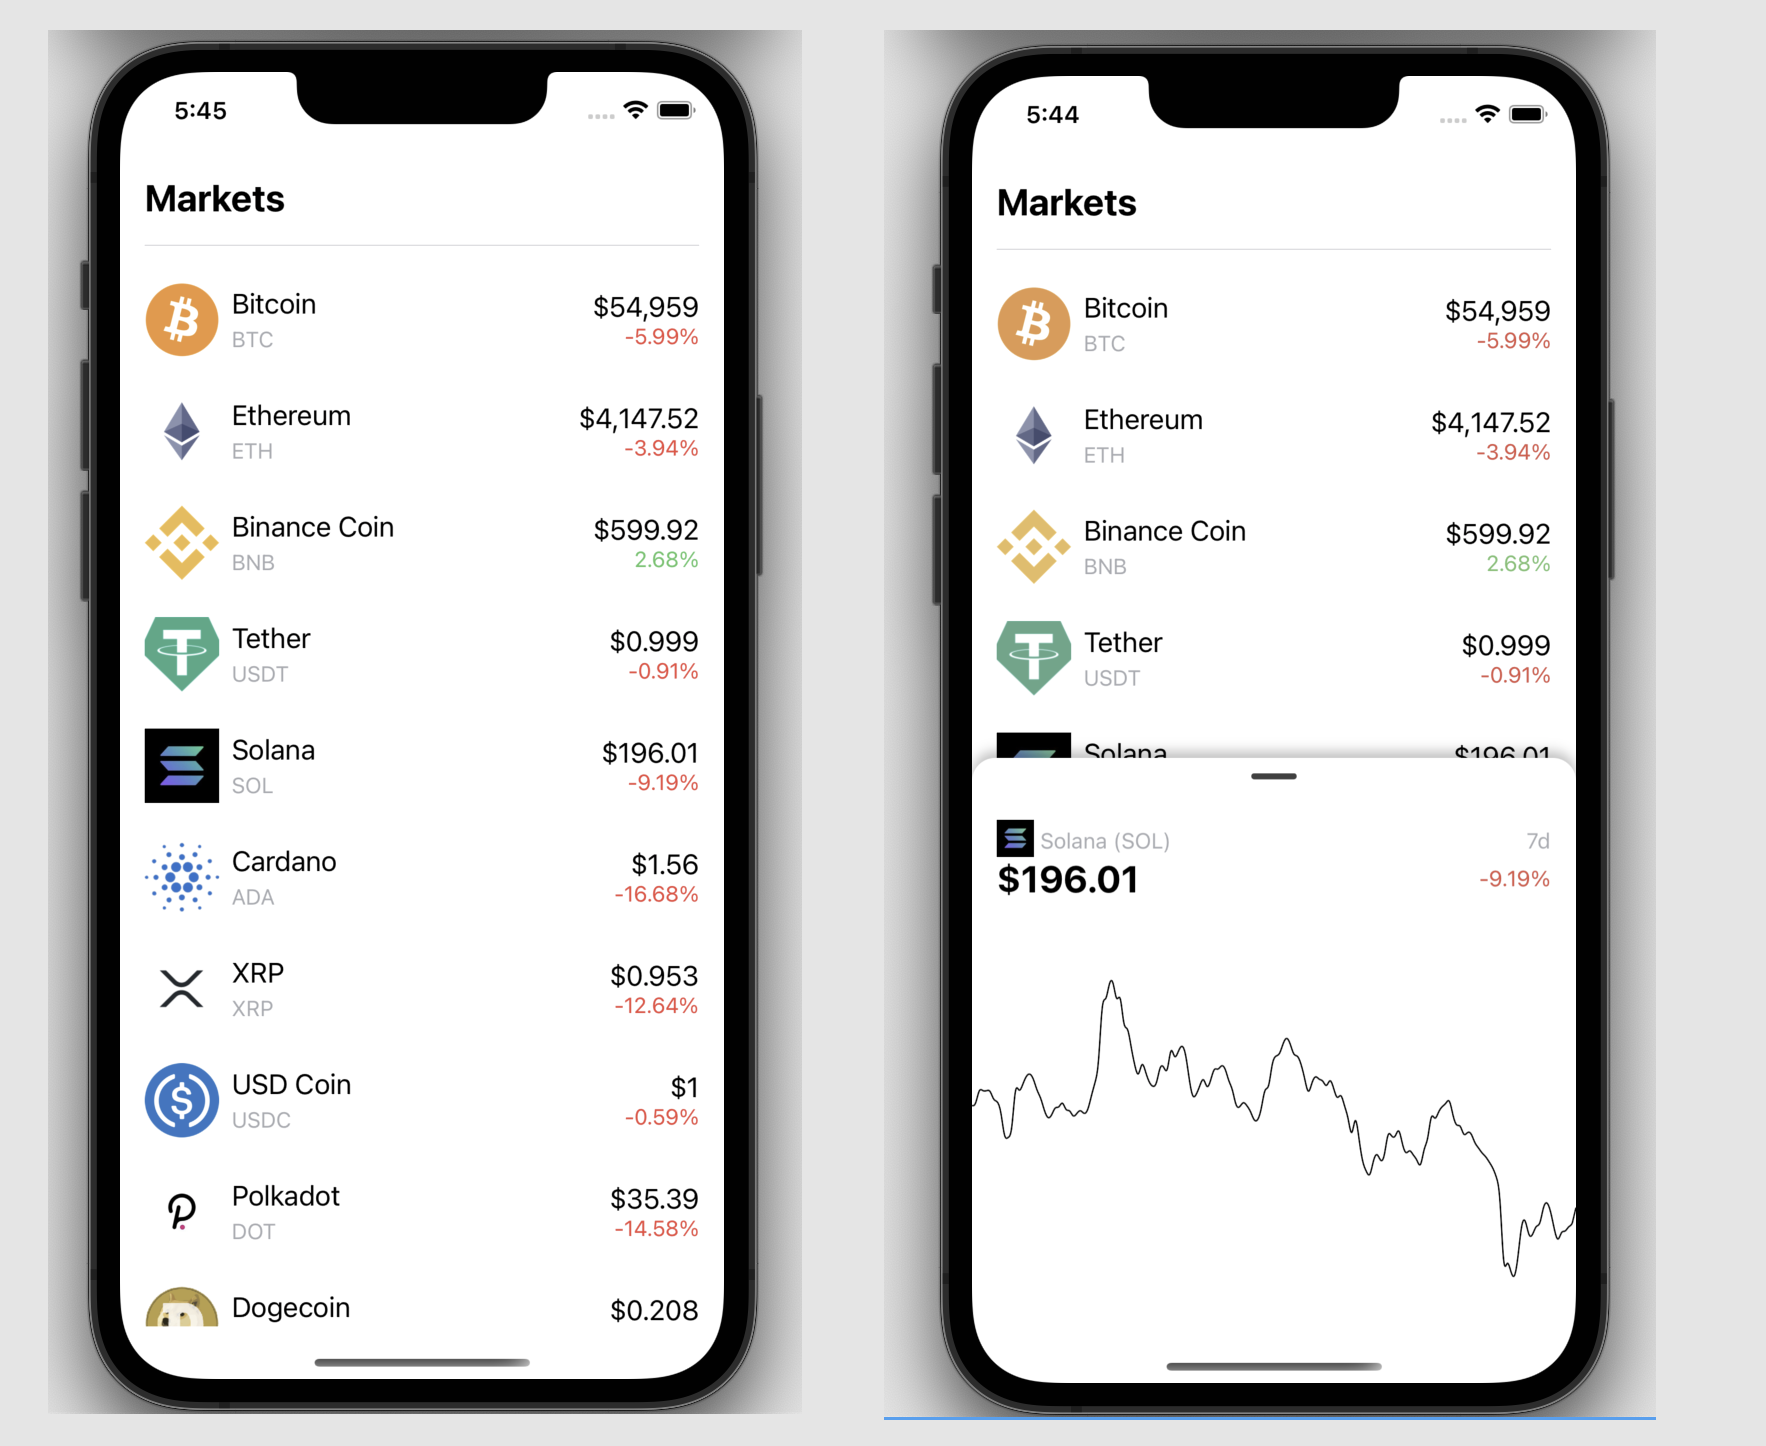 5:45
Markets
Bitcoin $54,959
BTC -5.99%
Ethereum $4,147.52
ETH -3.94%
Binance Coin $599.92
BNB 2.68%
Tether $0.999
USDT -0.91%
Solana $196.01
SOL -9.19%
Cardano $1.56
ADA -16.68%
XRP $0.953
XRP -12.64%
USD Coin $1
USDC -0.59%
Polkadot $35.39
DOT -14.58%
Dogecoin $0.208
5:44
Markets
Bitcoin $54,959
BTC -5.99%
Ethereum $4,147.52
ETH -3.94%
Binance Coin $599.92
BNB 2.68%
Tether $0.999
USDT -0.91%
Solana $196.01
Solana (SOL) 7d
$196.01 -9.19%